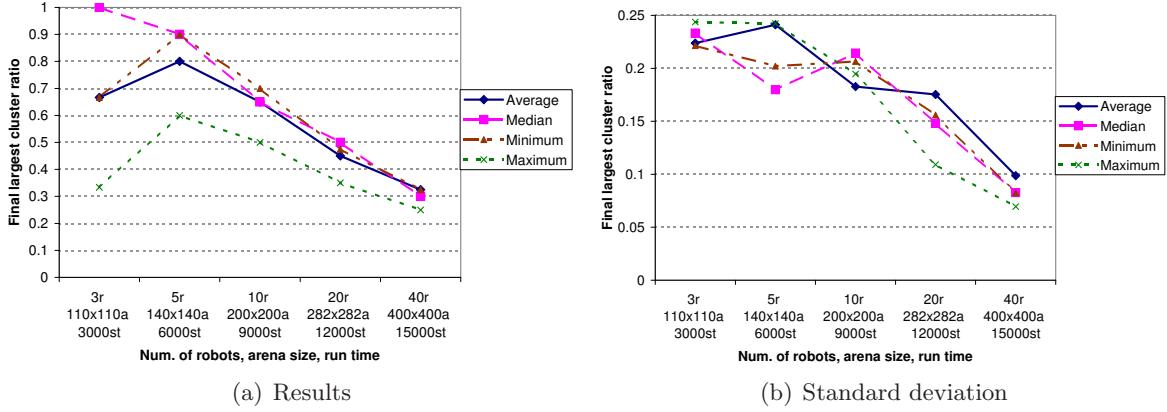 Final largest cluster ratio
1
0.9
0.8
0.7
0.6
0.5
0.4
0.3
0.2
0.1
0
3r 5r 10r 20r 40r
110x110a 140x140a 200x200a 282x282a 400x400a
3000st 6000st 9000st 12000st 15000st
Num. of robots, arena size, run time
Average
Median
Minimum
Maximum
(a) Results
Final largest cluster ratio
0.25
0.2
0.15
0.1
0.05
0
3r 5r 10r 20r 40r
110x110a 140x140a 200x200a 282x282a 400x400a
3000st 6000st 9000st 12000st 15000st
Num. of robots, arena size, run time
Average
Median
Minimum
Maximum
(b) Standard deviation